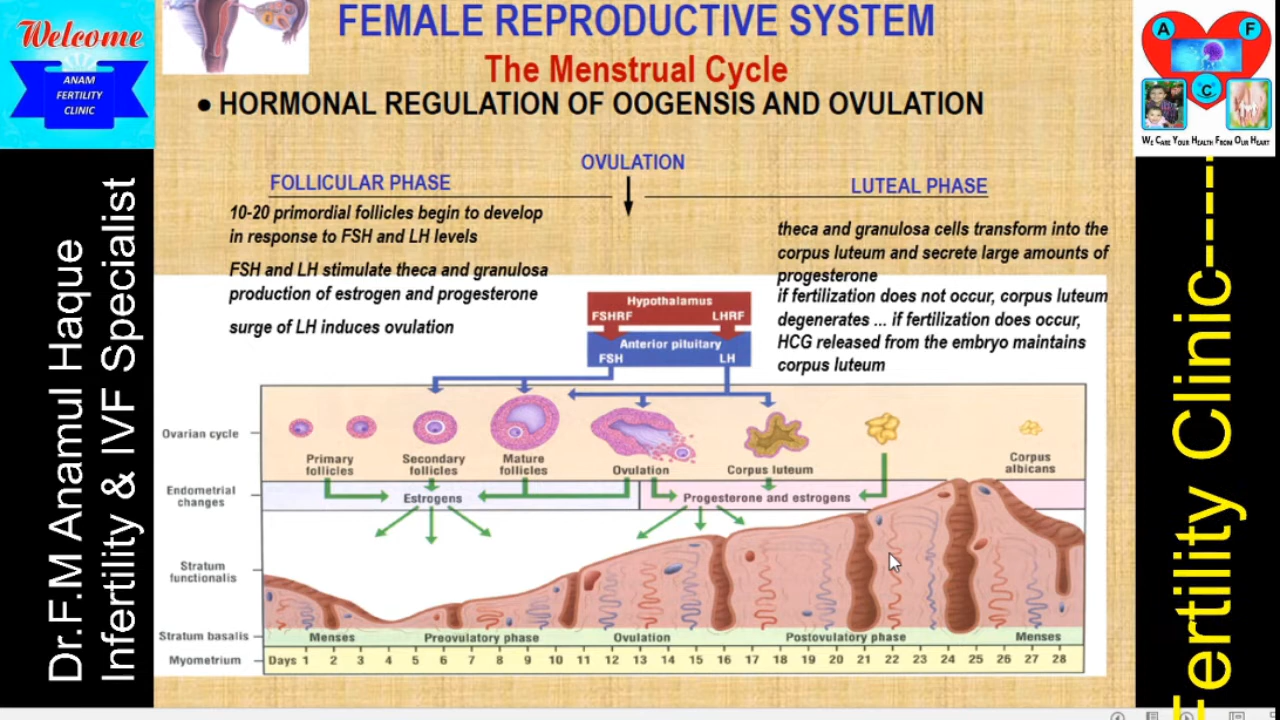 Welcome
ANAM
FERTILITY
CLINIC
Dr.F.M Anamul Haque
Infertility & IVF Specialist
FEMALE REPRODUCTIVE SYSTEM
The Menstrual Cycle
● HORMONAL REGULATION OF OOGENSIS AND OVULATION
OVULATION
FOLLICULAR PHASE
10-20 primordial follicles begin to develop
in response to FSH and LH levels
FSH and LH stimulate theca and granulosa
production of estrogen and progesterone
surge of LH induces ovulation
LUTEAL PHASE
theca and granulosa cells transform into the
corpus luteum and secrete large amounts of
progesterone
if fertilization does not occur, corpus luteum
degenerates ... if fertilization does occur,
HCG released from the embryo maintains
corpus luteum
Hypothalamus
FSHRF LHRF
Anterior pituitary
FSH LH
Ovarian cycle
Primary
follicles
Secondary
follicles
Mature
follicles
Ovulation
Corpus luteum
Corpus
albicans
Endometrial
changes
Estrogens
Progesterone and estrogens
Stratum
functionalis
Stratum basalis
Menses Preovulatory phase Ovulation Postovulatory phase Menses
Myometrium
Days 1 2 3 4 5 6 7 8 9 10 11 12 13 14 15 16 17 18 19 20 21 22 23 24 25 26 27 28
A F
C
WE CARE YOUR HEALTH FROM OUR HEART
Fertility Clinic-----